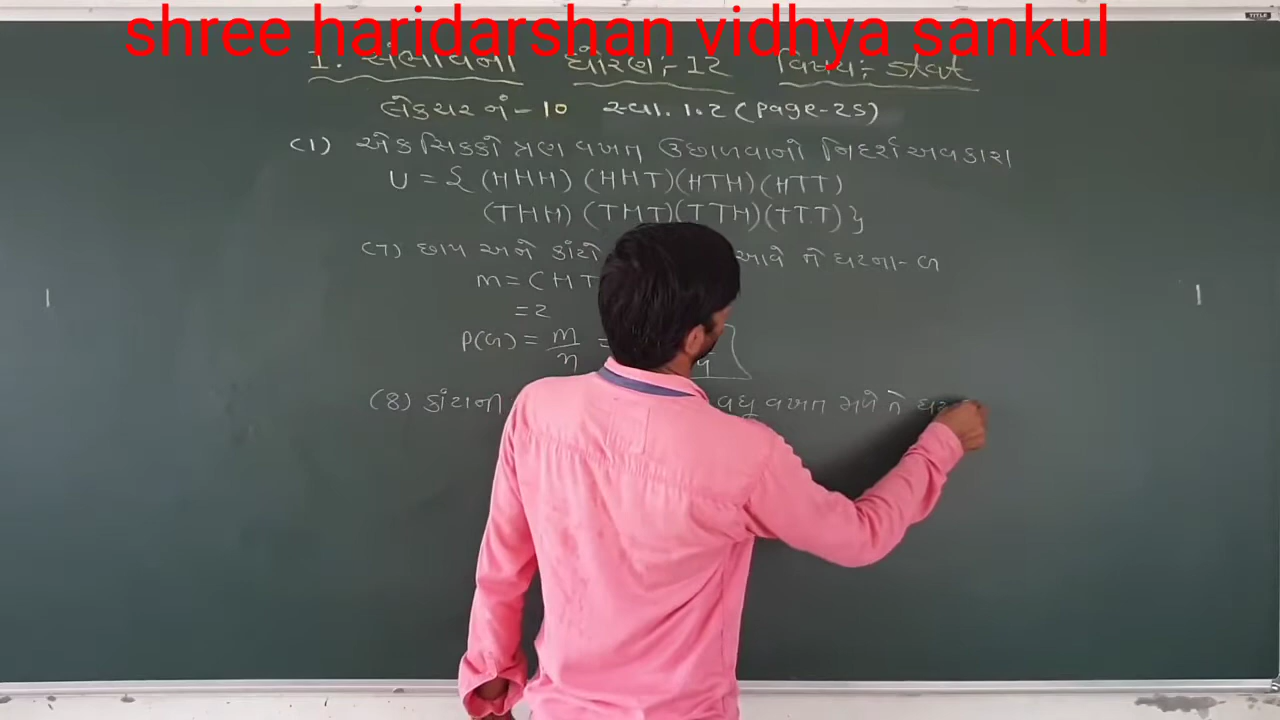 shree haridarshan vidhya sankul
1. સંભાવના ધોરણ:-12 વિષય:- stat
લેકચર નં - 10 સ્વા. 1.2 (page-25)
(1) એક સિક્કો ત્રણ વખત ઉછાળવાનો નિદર્શ અવકાશ
U = { (HHH) (HHT)(HTH)(HTT)
(THH) (THT)(TTH)(TTT) }
(7) છાપ અને કાંટો આવે તે ઘટના-
m = (HT
= 2
= m/n =
(8) કાંટાની વધુ વખત મળે તે
TITLE